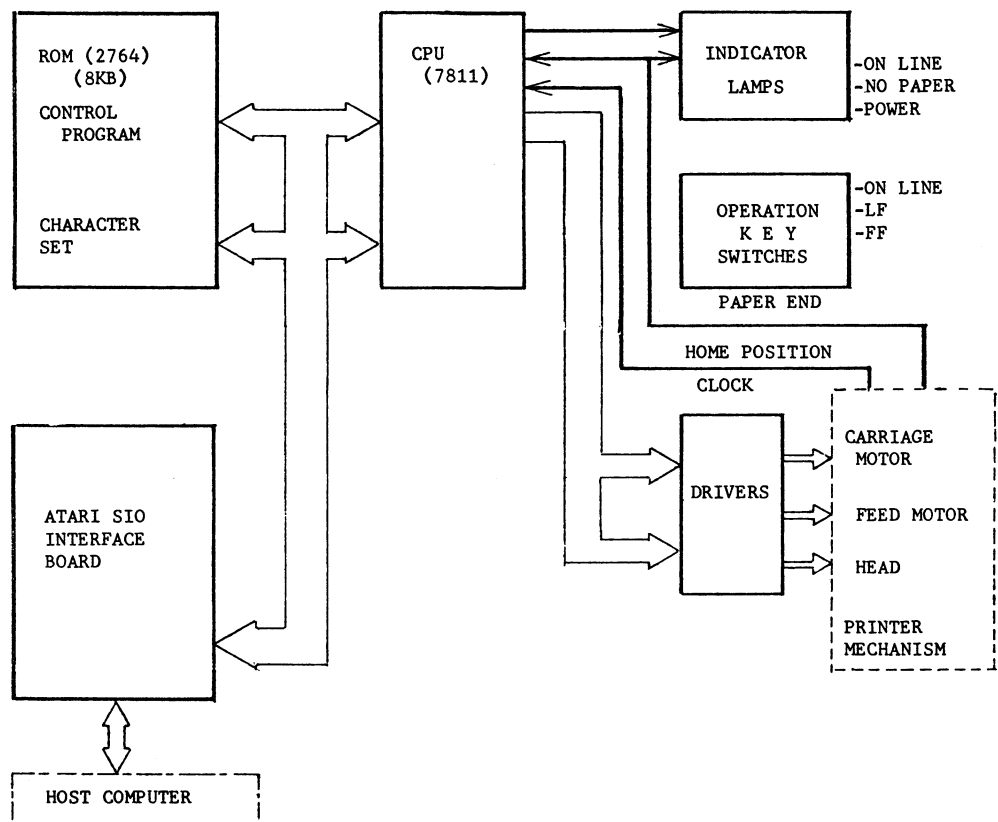 ROM (2764)
(8KB)
CONTROL
PROGRAM
CHARACTER
SET
CPU
(7811)
INDICATOR
LAMPS
-ON LINE
-NO PAPER
-POWER
OPERATION
K E Y
SWITCHES
-ON LINE
-LF
-FF
PAPER END
HOME POSITION
CLOCK
DRIVERS
CARRIAGE
MOTOR
FEED MOTOR
HEAD
PRINTER
MECHANISM
ATARI SIO
INTERFACE
BOARD
HOST COMPUTER